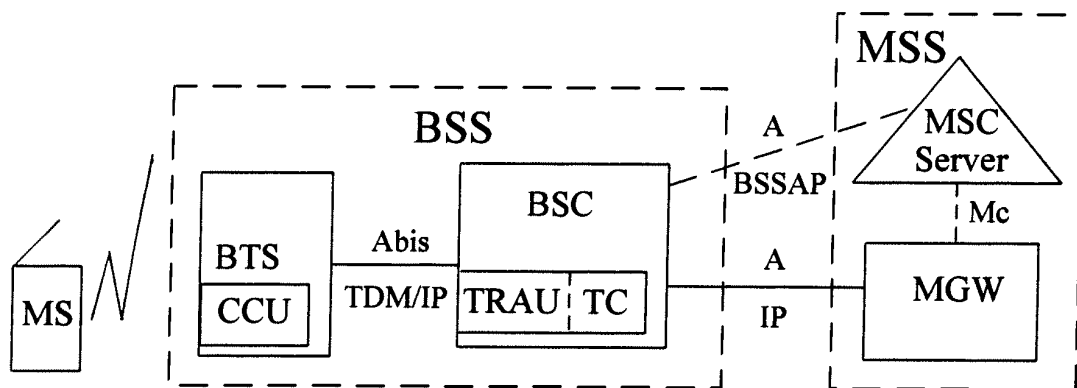 MSS
BSS
MSC
Server
A
BSSAP
BSC
Mc
Abis
BTS
A
MGW
TDM/IP
TRAU TC
CCU
MS
IP